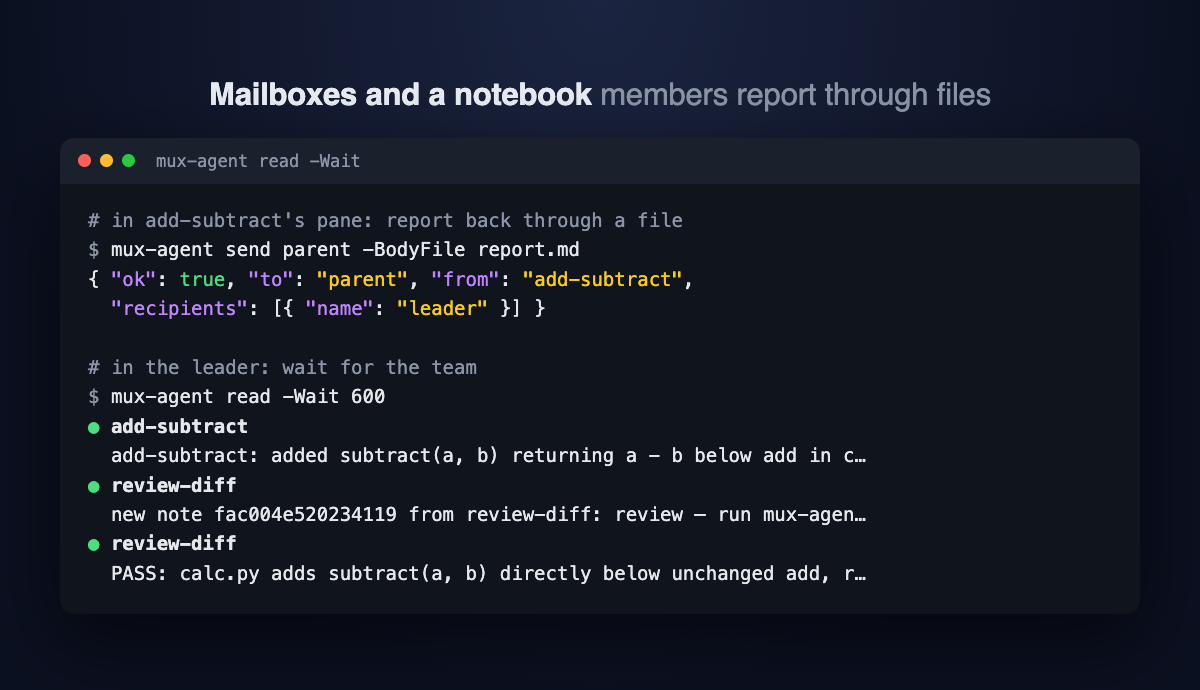 Mailboxes and a notebook members report through files
mux-agent read -Wait
# in add-subtract's pane: report back through a file
$ mux-agent send parent -BodyFile report.md
{ "ok": true, "to": "parent", "from": "add-subtract",
"recipients": [{ "name": "leader" }] }
# in the leader: wait for the team
$ mux-agent read -Wait 600
● add-subtract
add-subtract: added subtract(a, b) returning a - b below add in c…
● review-diff
new note fac004e520234119 from review-diff: review — run mux-agen…
● review-diff
PASS: calc.py adds subtract(a, b) directly below unchanged add, r…